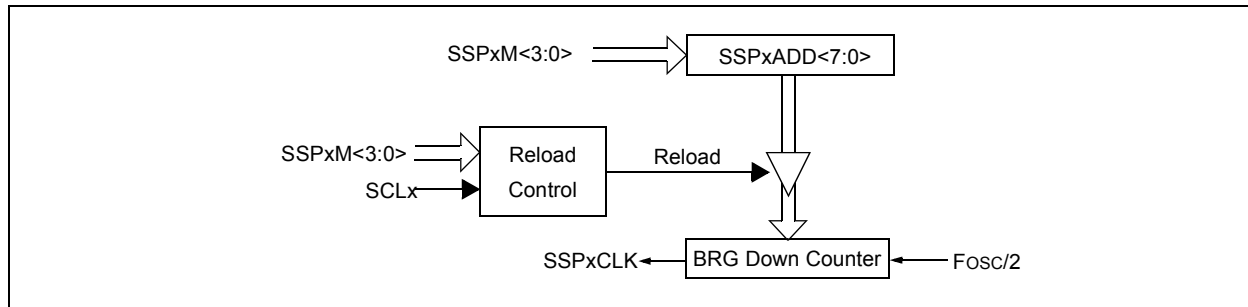 SSPxM<3:0>
SSPxADD<7:0>
SSPxM<3:0>
Reload
Control
Reload
SCLx
SSPxCLK
BRG Down Counter
FOSC/2